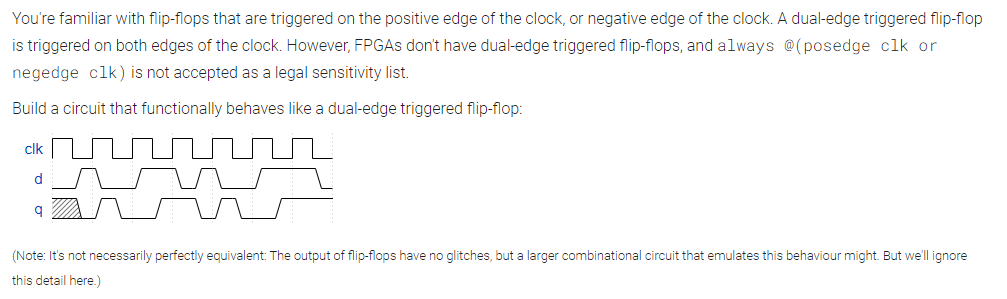 You're familiar with flip-flops that are triggered on the positive edge of the clock, or negative edge of the clock. A dual-edge triggered flip-flop
is triggered on both edges of the clock. However, FPGAs don't have dual-edge triggered flip-flops, and always @(posedge clk or
negedge clk) is not accepted as a legal sensitivity list.
Build a circuit that functionally behaves like a dual-edge triggered flip-flop:
clk
d
q
(Note: It's not necessarily perfectly equivalent: The output of flip-flops have no glitches, but a larger combinational circuit that emulates this behaviour might. But we'll ignore
this detail here.)